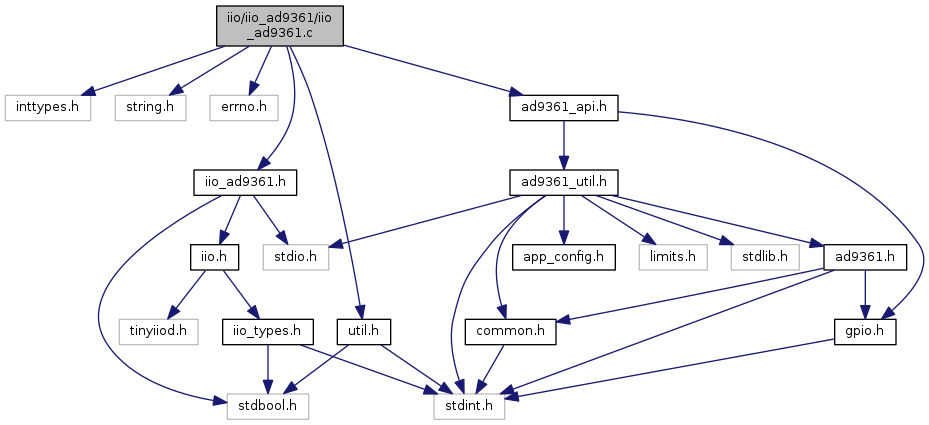 iio/iio_ad9361/iio
_ad9361.c
inttypes.h
string.h
errno.h
ad9361_api.h
iio_ad9361.h
ad9361_util.h
iio.h
stdio.h
app_config.h
limits.h
stdlib.h
ad9361.h
tinyiiod.h
iio_types.h
util.h
common.h
gpio.h
stdbool.h
stdint.h